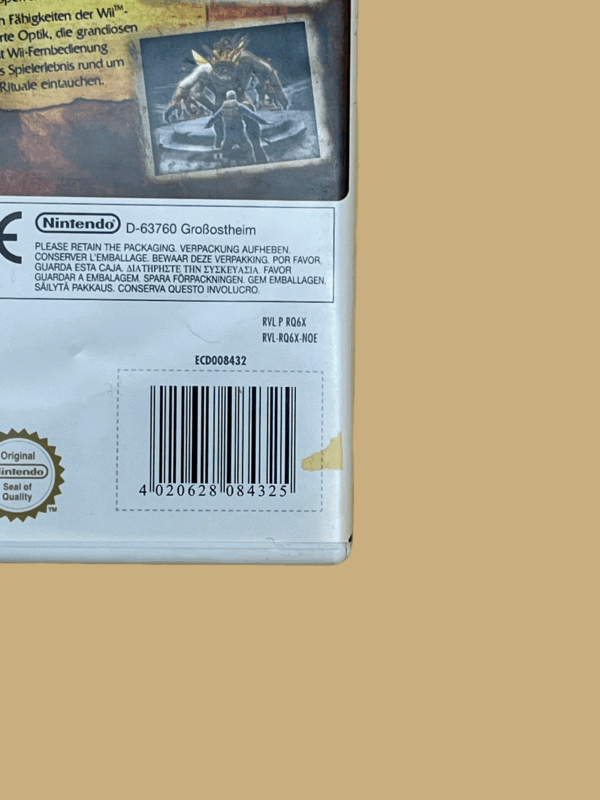 n Fähigkeiten der Wii™-
rte Optik, die grandiosen
t Wii-Fernbedienung
s Spielerlebnis rund um
Rituale eintauchen.
CE Nintendo® D-63760 Großostheim
PLEASE RETAIN THE PACKAGING. VERPACKUNG AUFHEBEN.
CONSERVER L'EMBALLAGE. BEWAAR DEZE VERPAKKING. POR FAVOR,
GUARDA ESTA CAJA. ΔΙΑΤΗΡΗΣΤΕ ΤΗΝ ΣΥΣΚΕΥΑΣΙΑ. FAVOR
GUARDAR A EMBALAGEM. SPARA FÖRPACKNINGEN. GEM EMBALLAGEN.
SÄILYTÄ PAKKAUS. CONSERVA QUESTO INVOLUCRO.
RVL P RQ6X
RVL-RQ6X-NOE
ECD008432
4 020628 084325
Original
Nintendo
Seal of
Quality
TM